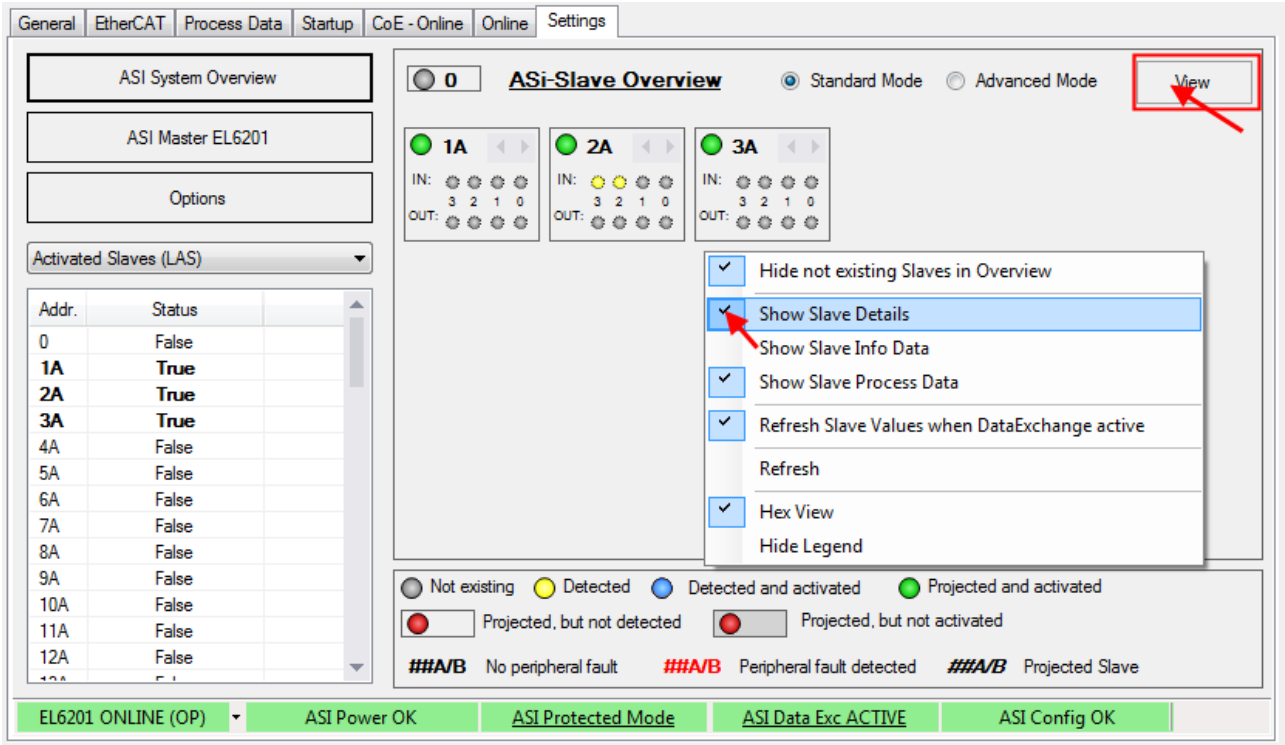 General EtherCAT Process Data Startup CoE - Online Online Settings
ASI System Overview
ASI Master EL6201
Options
Activated Slaves (LAS)
Addr. Status
0 False
1A True
2A True
3A True
4A False
5A False
6A False
7A False
8A False
9A False
10A False
11A False
12A False
0 ASi-Slave Overview Standard Mode Advanced Mode View
1A 2A 3A
IN: IN: IN:
3 2 1 0 3 2 1 0 3 2 1 0
OUT: OUT: OUT:
Hide not existing Slaves in Overview
Show Slave Details
Show Slave Info Data
Show Slave Process Data
Refresh Slave Values when DataExchange active
Refresh
Hex View
Hide Legend
Not existing Detected Detected and activated Projected and activated
Projected, but not detected Projected, but not activated
##A/B No peripheral fault ##A/B Peripheral fault detected ##A/B Projected Slave
EL6201 ONLINE (OP) ASI Power OK ASI Protected Mode ASI Data Exc ACTIVE ASI Config OK